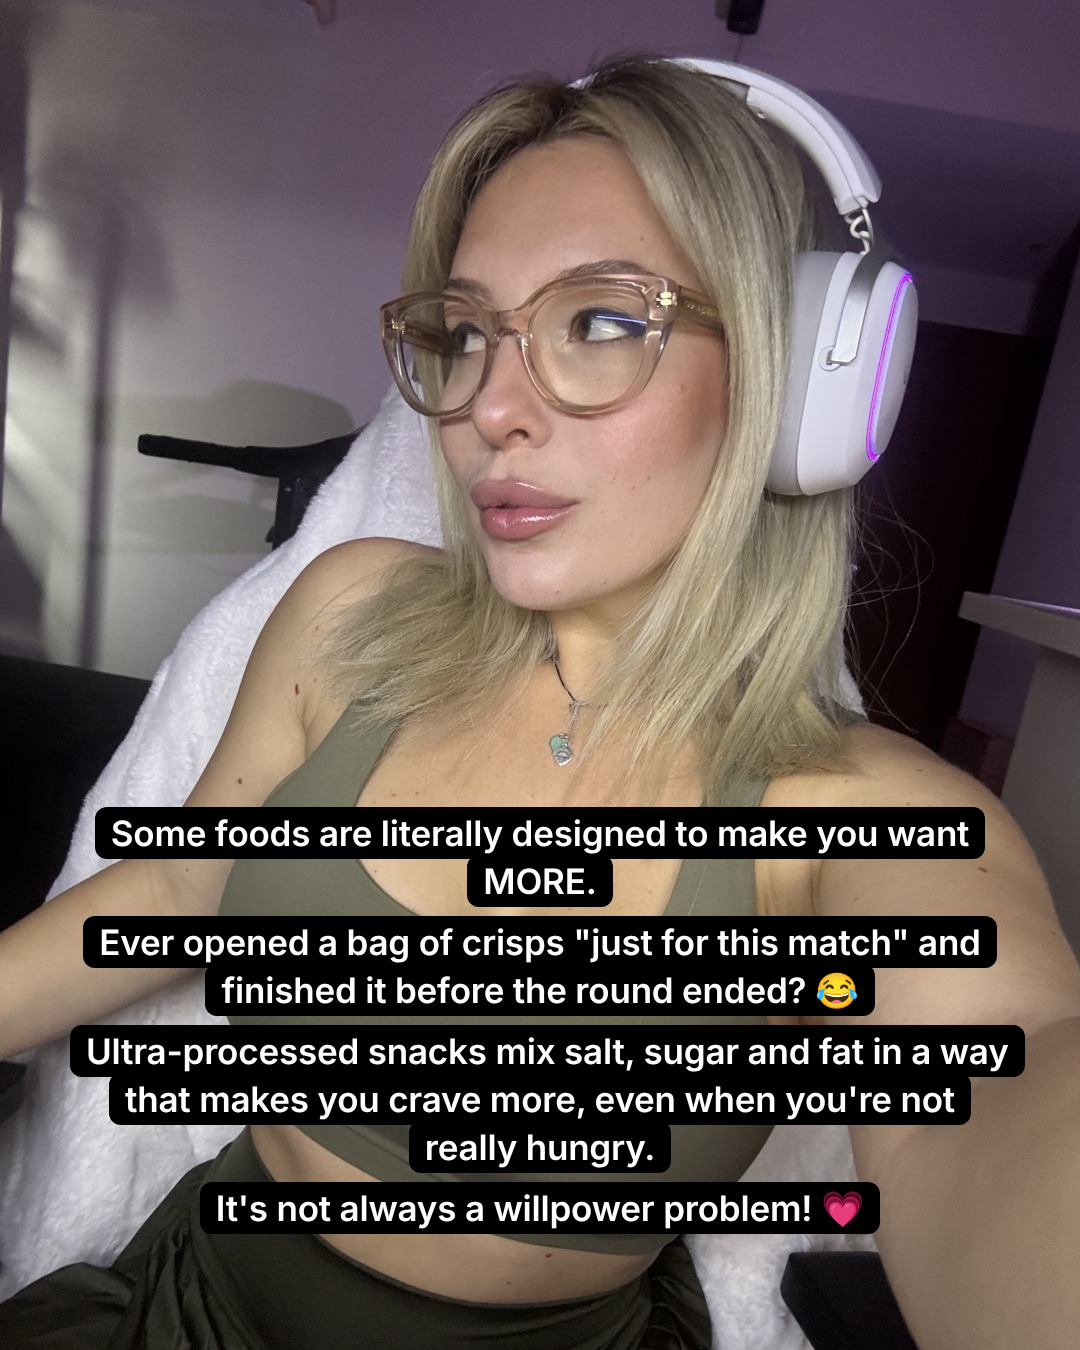 Some foods are literally designed to make you want
MORE.
Ever opened a bag of crisps "just for this match" and
finished it before the round ended? 😂
Ultra-processed snacks mix salt, sugar and fat in a way
that makes you crave more, even when you're not
really hungry.
It's not always a willpower problem! 💗